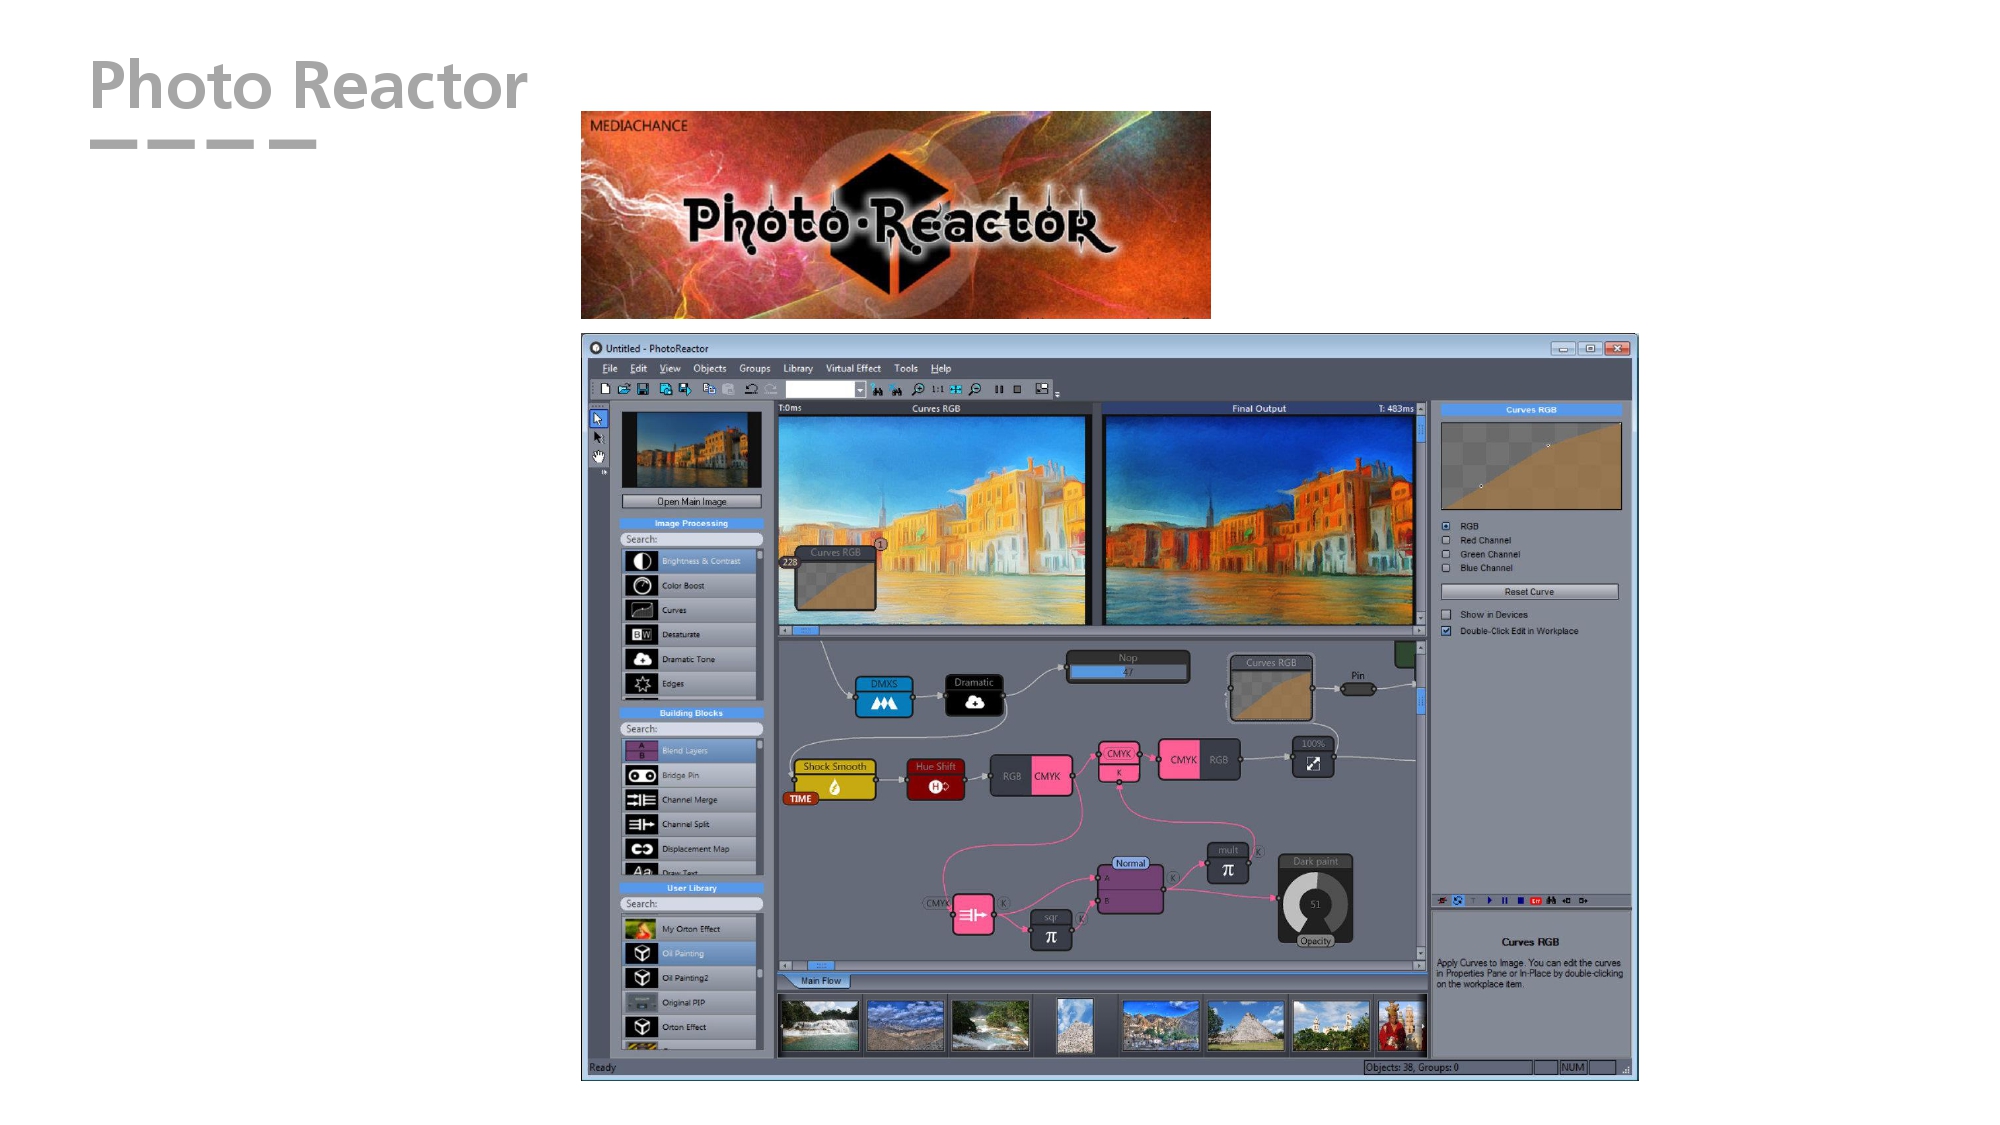 Photo Reactor
MEDIACHANCE
Photo·Reactor
Untitled - PhotoReactor
File Edit View Objects Groups Library Virtual Effect Tools Help
1:1
T:0ms Curves RGB
Final Output T: 483ms
Curves RGB
Open Main Image
Image Processing
Search:
Brightness & Contrast
Color Boost
Curves
BW Desaturate
Dramatic Tone
Edges
Building Blocks
Search:
A
B
Blend Layers
Bridge Pin
Channel Merge
Channel Split
Displacement Map
Aa Draw Text
User Library
Search:
My Orton Effect
Oil Painting
Oil Painting2
Original PIP
Orton Effect
Curves RGB
1
228
RGB
Red Channel
Green Channel
Blue Channel
Reset Curve
Show in Devices
Double-Click Edit in Workplace
DMXS
Dramatic
Nop
47
Curves RGB
Pin
Shock Smooth
TIME
Hue Shift
H
RGB CMYK
CMYK
K
CMYK RGB
100%
CMYK
K
sqr
π
K
Normal
A
B
K
mult
π
K
Dark paint
51
Opacity
Main Flow
Curves RGB
Apply Curves to Image. You can edit the curves
in Properties Pane or In-Place by double-clicking
on the workplace item.
Ready
Objects: 38, Groups: 0
NUM